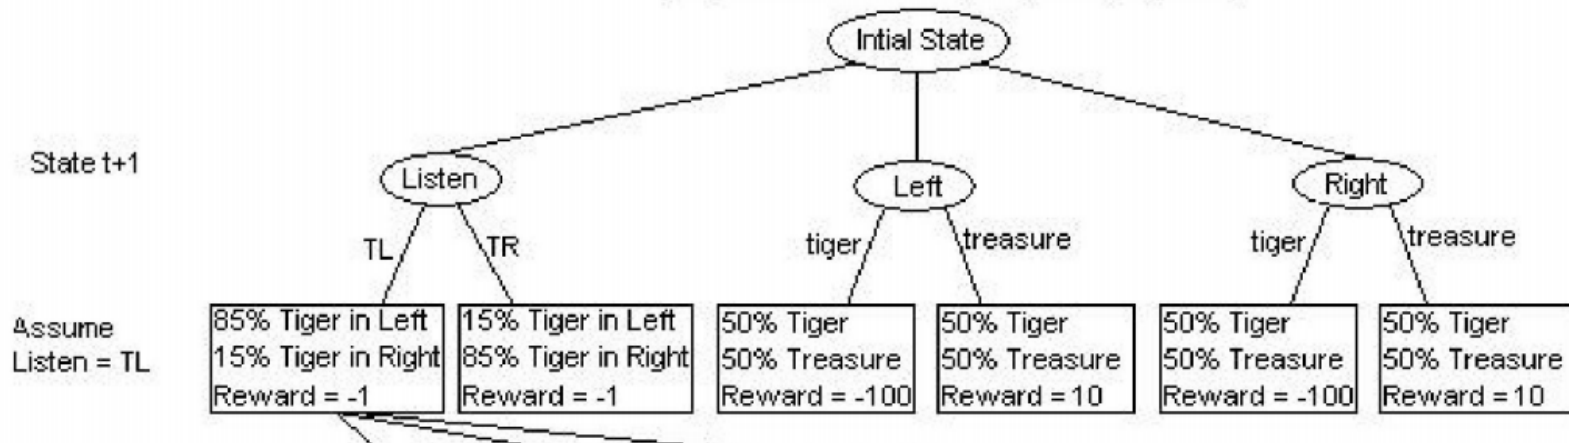 Intial State
State t+1
Listen
Left
Right
TL
TR
tiger
treasure
tiger
treasure
Assume
Listen = TL
85% Tiger in Left
15% Tiger in Right
Reward = -1
15% Tiger in Left
85% Tiger in Right
Reward = -1
50% Tiger
50% Treasure
Reward = -100
50% Tiger
50% Treasure
Reward = 10
50% Tiger
50% Treasure
Reward = -100
50% Tiger
50% Treasure
Reward = 10